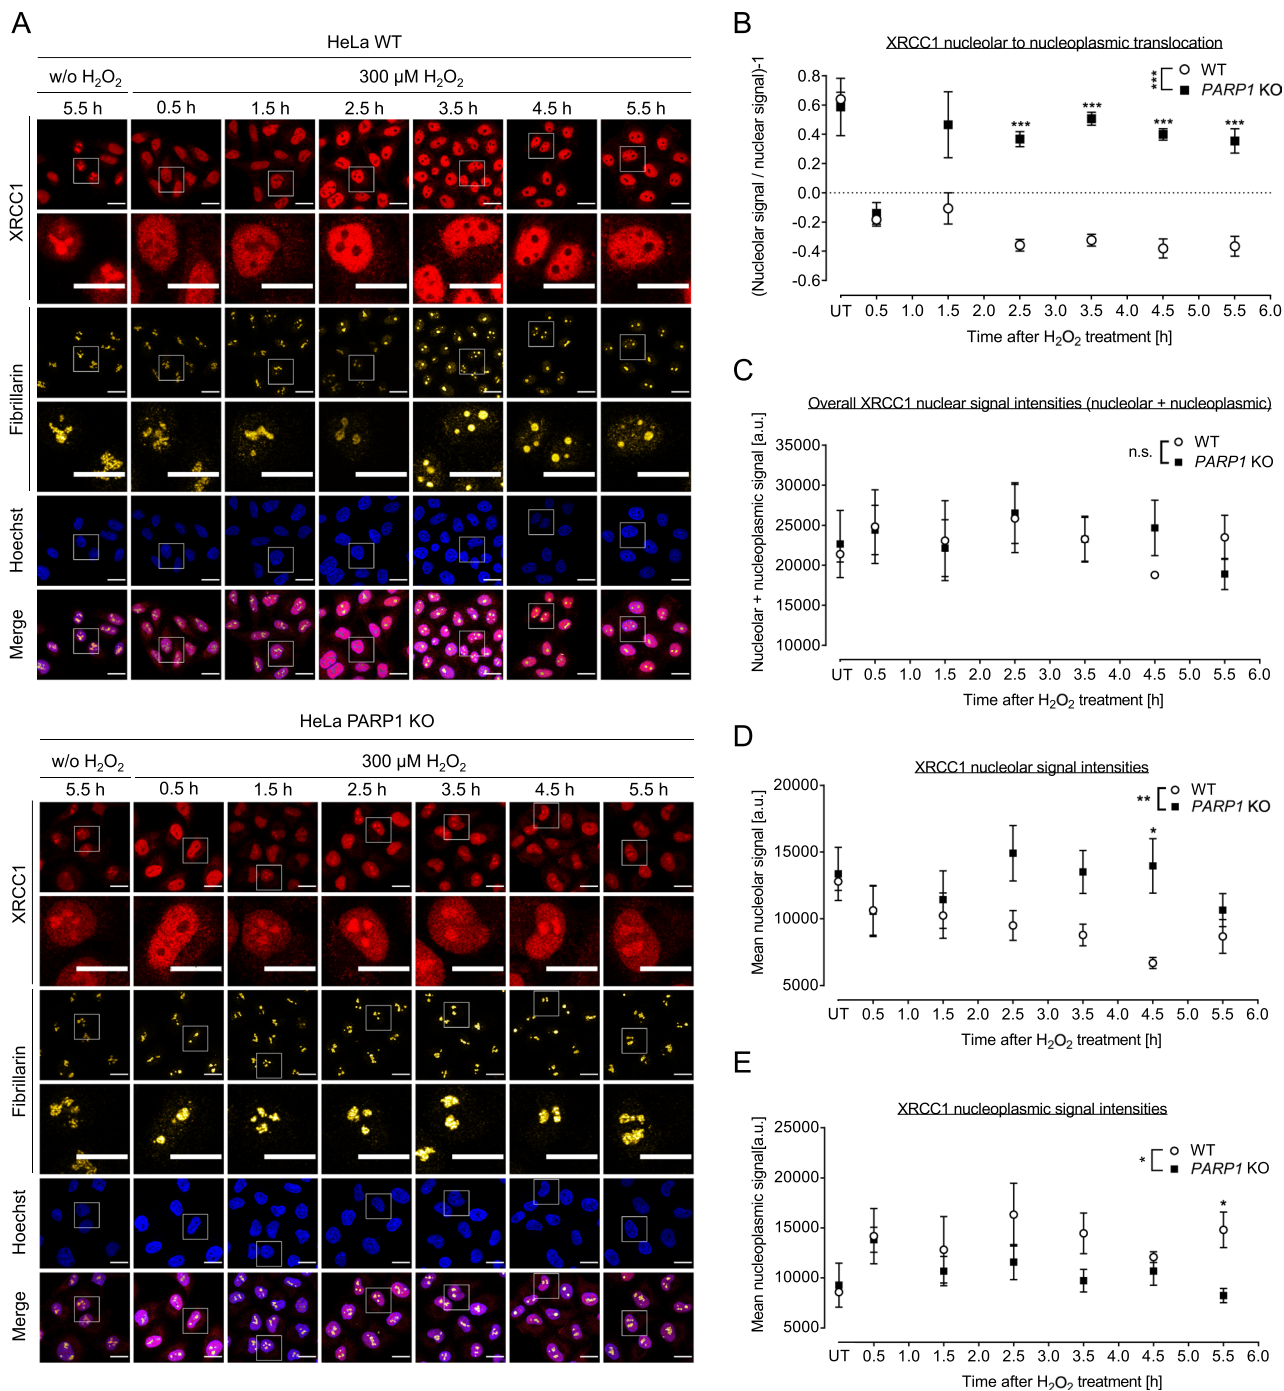 A
HeLa WT
w/o H₂O₂
300 µM H₂O₂
5.5 h 0.5 h 1.5 h 2.5 h 3.5 h 4.5 h 5.5 h
XRCC1
Fibrillarin
Hoechst
Merge
HeLa PARP1 KO
w/o H₂O₂
300 µM H₂O₂
5.5 h 0.5 h 1.5 h 2.5 h 3.5 h 4.5 h 5.5 h
XRCC1
Fibrillarin
Hoechst
Merge
B
XRCC1 nucleolar to nucleoplasmic translocation
(Nucleolar signal / nuclear signal)-1
0.8
0.6
0.4
0.2
0.0
-0.2
-0.4
-0.6
*** WT
PARP1 KO
*** *** *** ***
UT 0.5 1.5 2.0 2.5 3.0 3.5 4.0 4.5 5.0 5.5 6.0
Time after H₂O₂ treatment [h]
C
Overall XRCC1 nuclear signal intensities (nucleolar + nucleoplasmic)
Nucleolar + nucleoplasmic signal [a.u.]
35000
30000
25000
20000
15000
10000
n.s. WT
PARP1 KO
UT 0.5 1.0 1.5 2.0 2.5 3.0 3.5 4.0 4.5 5.0 5.5 6.0
Time after H₂O₂ treatment [h]
D
XRCC1 nucleolar signal intensities
Mean nucleolar signal [a.u.]
20000
15000
10000
5000
** WT
PARP1 KO
*
UT 0.5 1.0 1.5 2.0 2.5 3.0 3.5 4.0 4.5 5.0 5.5 6.0
Time after H₂O₂ treatment [h]
E
XRCC1 nucleoplasmic signal intensities
Mean nucleoplasmic signal[a.u.]
25000
20000
15000
10000
5000
* WT
PARP1 KO
*
UT 0.5 1.0 1.5 2.0 2.5 3.0 3.5 4.0 4.5 5.0 5.5 6.0
Time after H₂O₂ treatment [h]